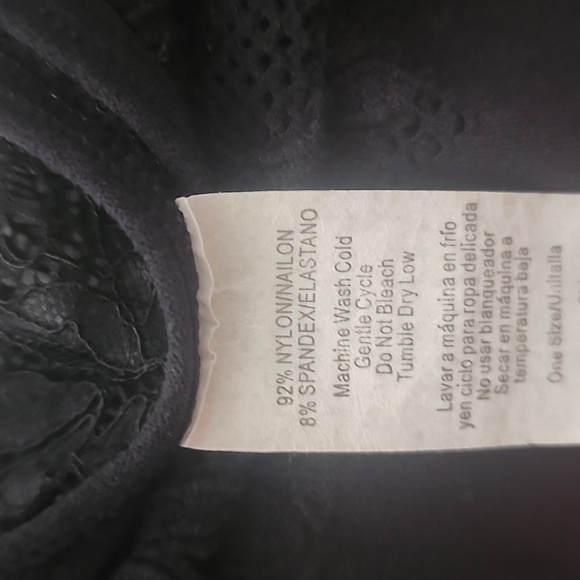 92% NYLON/NAILON
8% SPANDEX/ELASTANO
Machine Wash Cold
Gentle Cycle
Do Not Bleach
Tumble Dry Low
Lavar a máquina en frío
yen ciclo para ropa delicada
No usar blanqueador
Secar en máquina a
temperatura baja
One Size/Unitalla